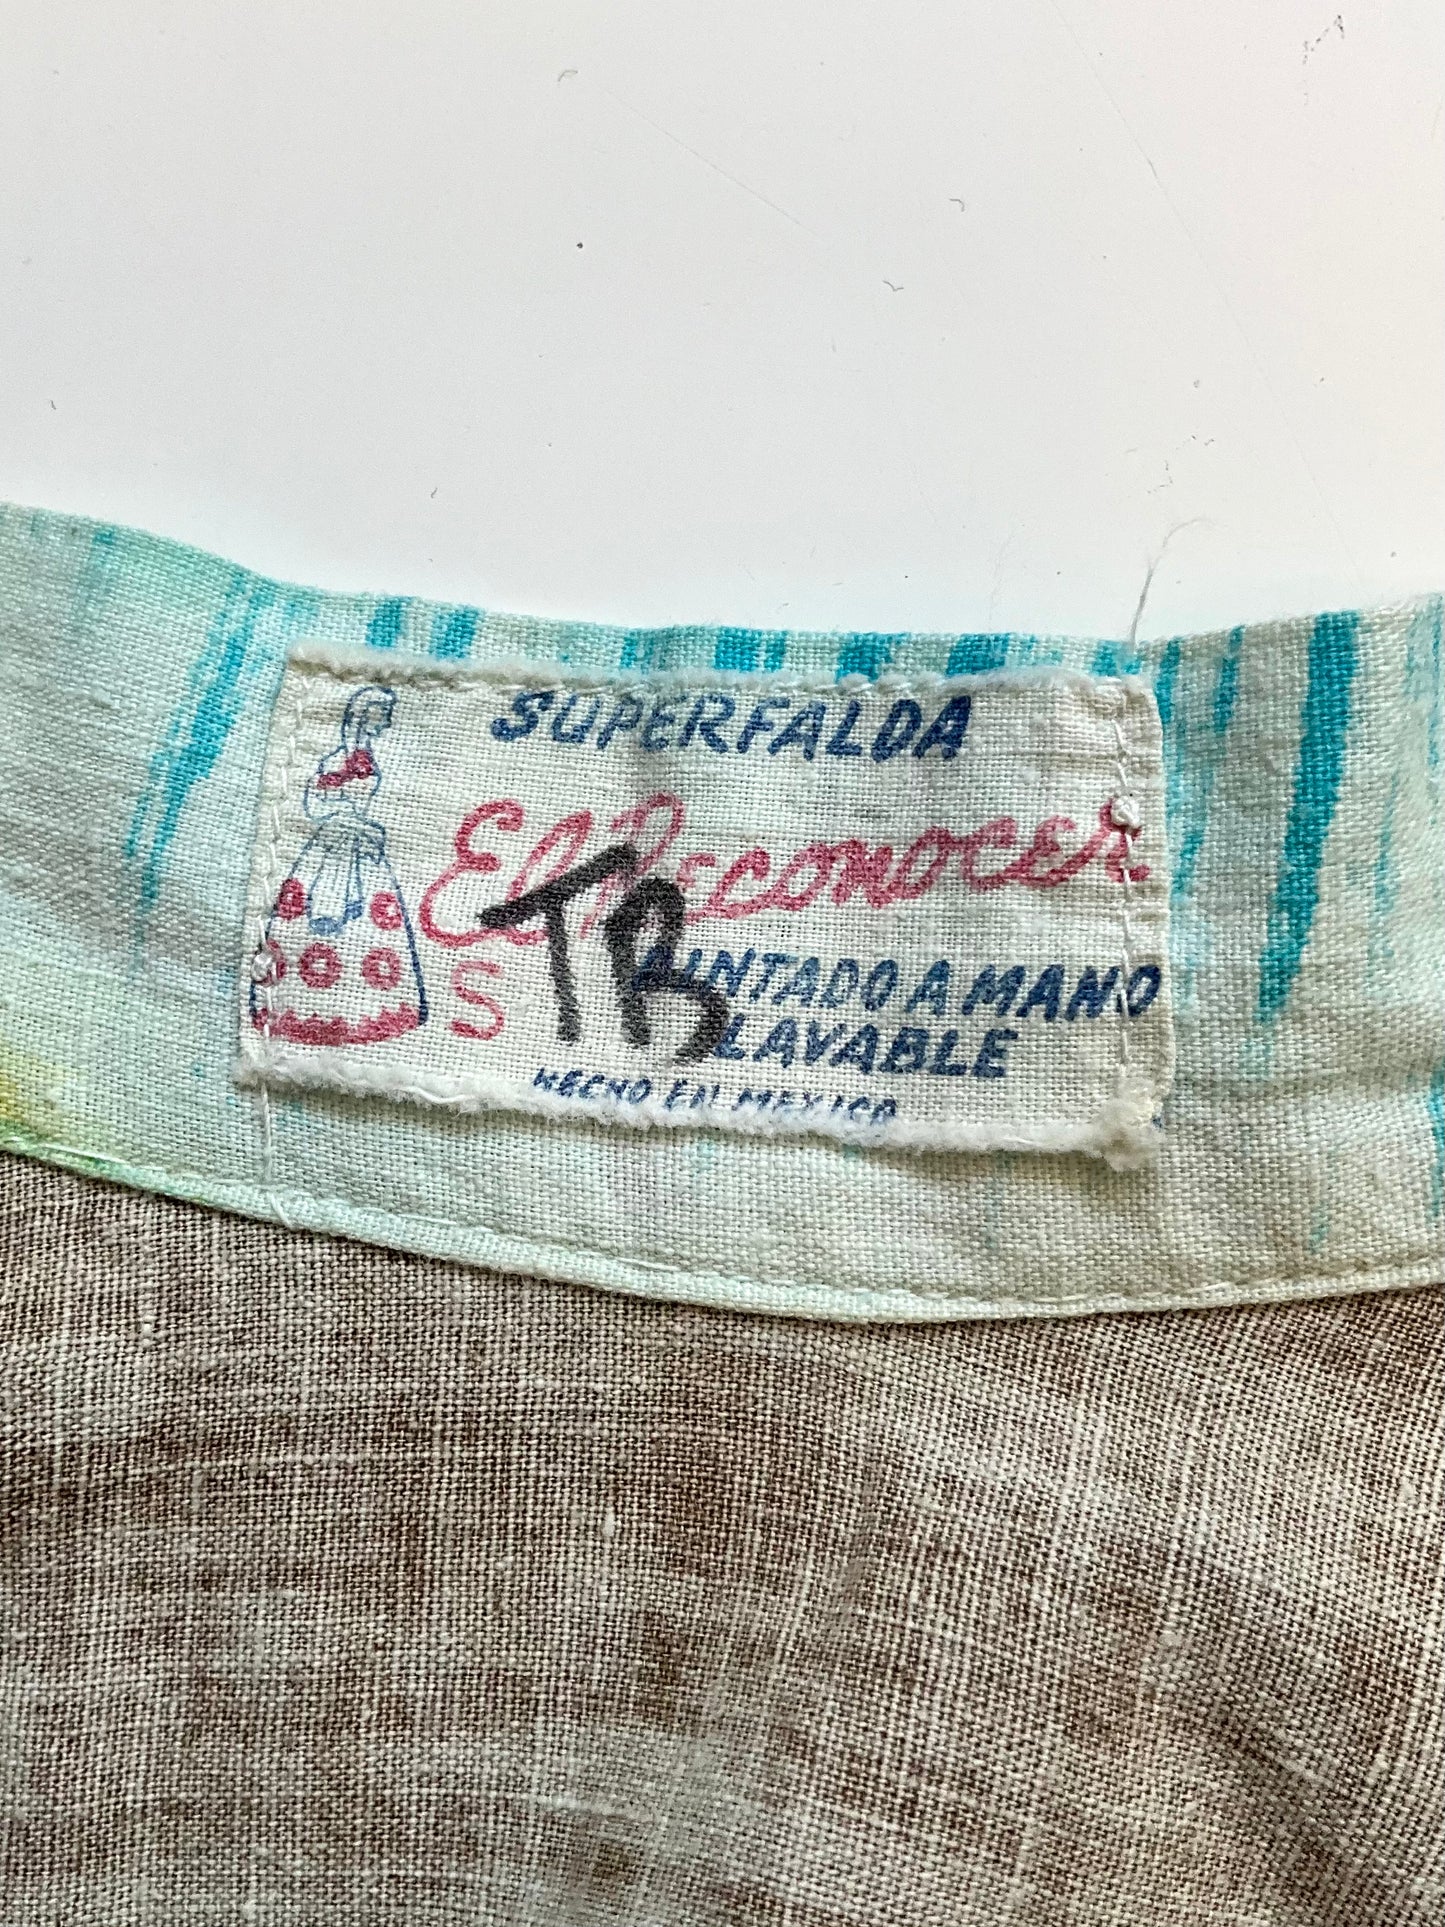 SUPERFALDA
El Reconocer
S TB PINTADO A MANO
LAVABLE
HECHO EN MEXICO